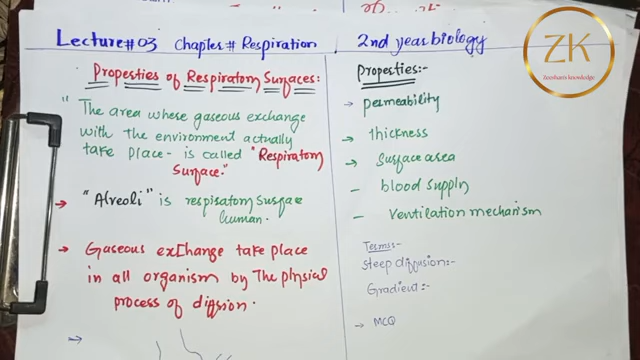 Lecture#03 Chapter# Respiration, 2nd year biology
ZK
Zeeshan's knowledge
Properties of Respiratory Surfaces:
"The area whose gaseous exchange
with the environment actually
take place - is called "Respiratory
Surface."
→ "Alveoli" is respiratory surface
human.
→ Gaseous exchange take place
in all organism by The physical
process of diffusion.
→
Properties:-
→ permeability
→ thickness
→ Surface area
- blood supply
- Ventilation mechanism
Terms:-
Steep diffusion:-
Gradient:-
→ MCQ